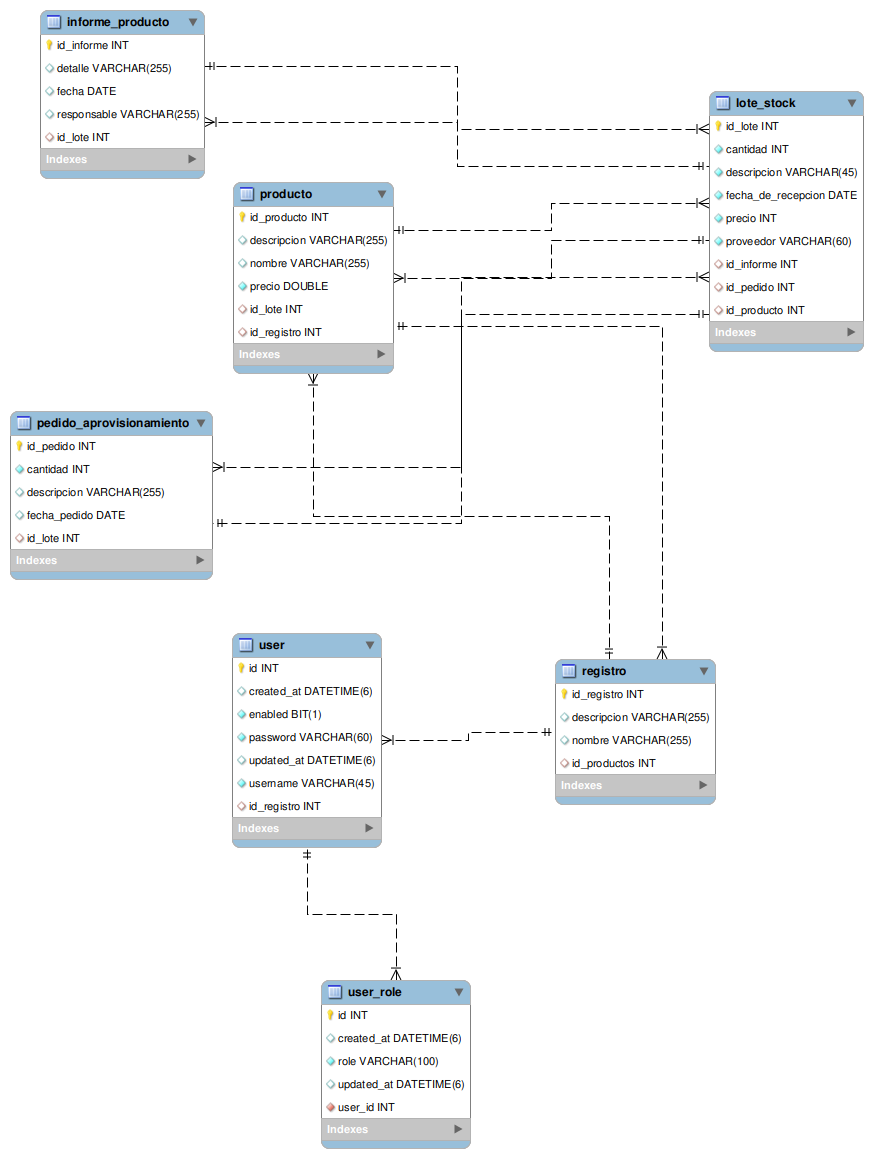 informe_producto
id_informe INT
detalle VARCHAR(255)
fecha DATE
responsable VARCHAR(255)
id_lote INT
Indexes
lote_stock
id_lote INT
cantidad INT
descripcion VARCHAR(45)
fecha_de_recepcion DATE
precio INT
proveedor VARCHAR(60)
id_informe INT
id_pedido INT
id_producto INT
Indexes
producto
id_producto INT
descripcion VARCHAR(255)
nombre VARCHAR(255)
precio DOUBLE
id_lote INT
id_registro INT
Indexes
pedido_aprovisionamiento
id_pedido INT
cantidad INT
descripcion VARCHAR(255)
fecha_pedido DATE
id_lote INT
Indexes
user
id INT
created_at DATETIME(6)
enabled BIT(1)
password VARCHAR(60)
updated_at DATETIME(6)
username VARCHAR(45)
id_registro INT
Indexes
registro
id_registro INT
descripcion VARCHAR(255)
nombre VARCHAR(255)
id_productos INT
Indexes
user_role
id INT
created_at DATETIME(6)
role VARCHAR(100)
updated_at DATETIME(6)
user_id INT
Indexes